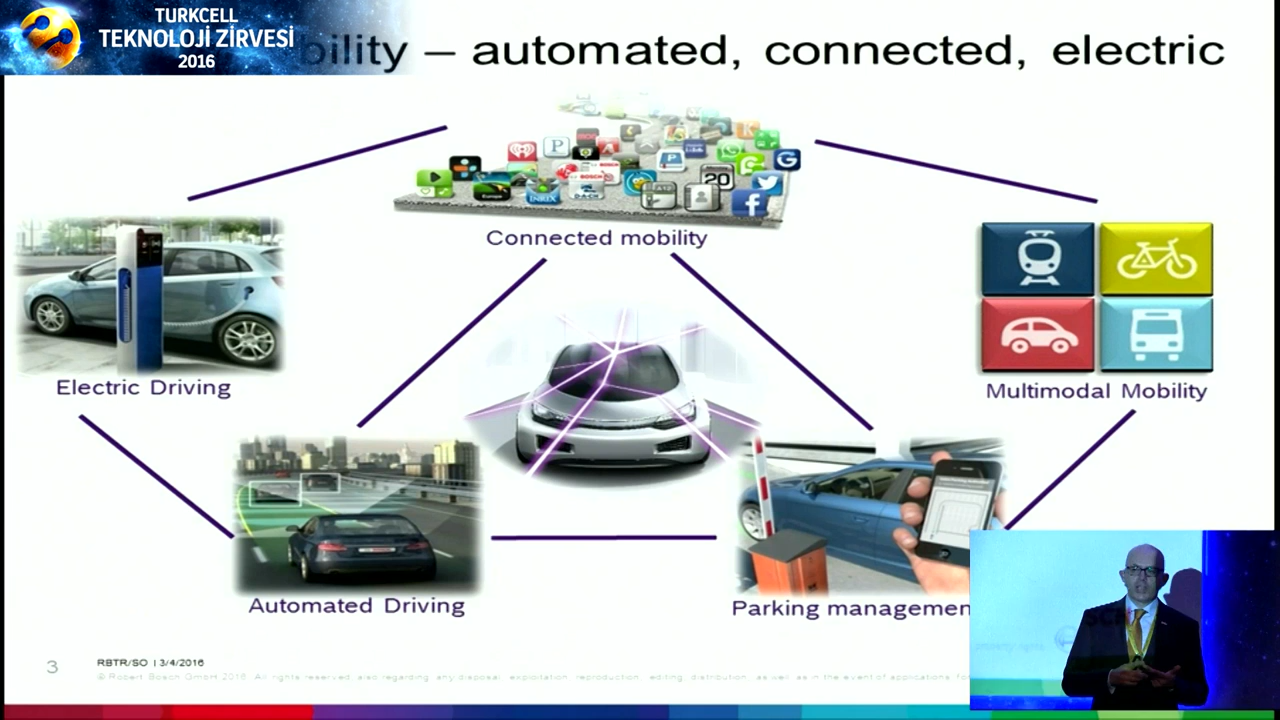 TURKCELL
TEKNOLOJİ ZİRVESİ
2016
bility – automated, connected, electric
Connected mobility
Electric Driving
Multimodal Mobility
Automated Driving
Parking managemen
3
RBTR/SO | 3/4/2016
© Robert Bosch GmbH 2016. All rights reserved, also regarding any disposal, exploitation, reproduction, editing, distribution, as well as in the event of applications for